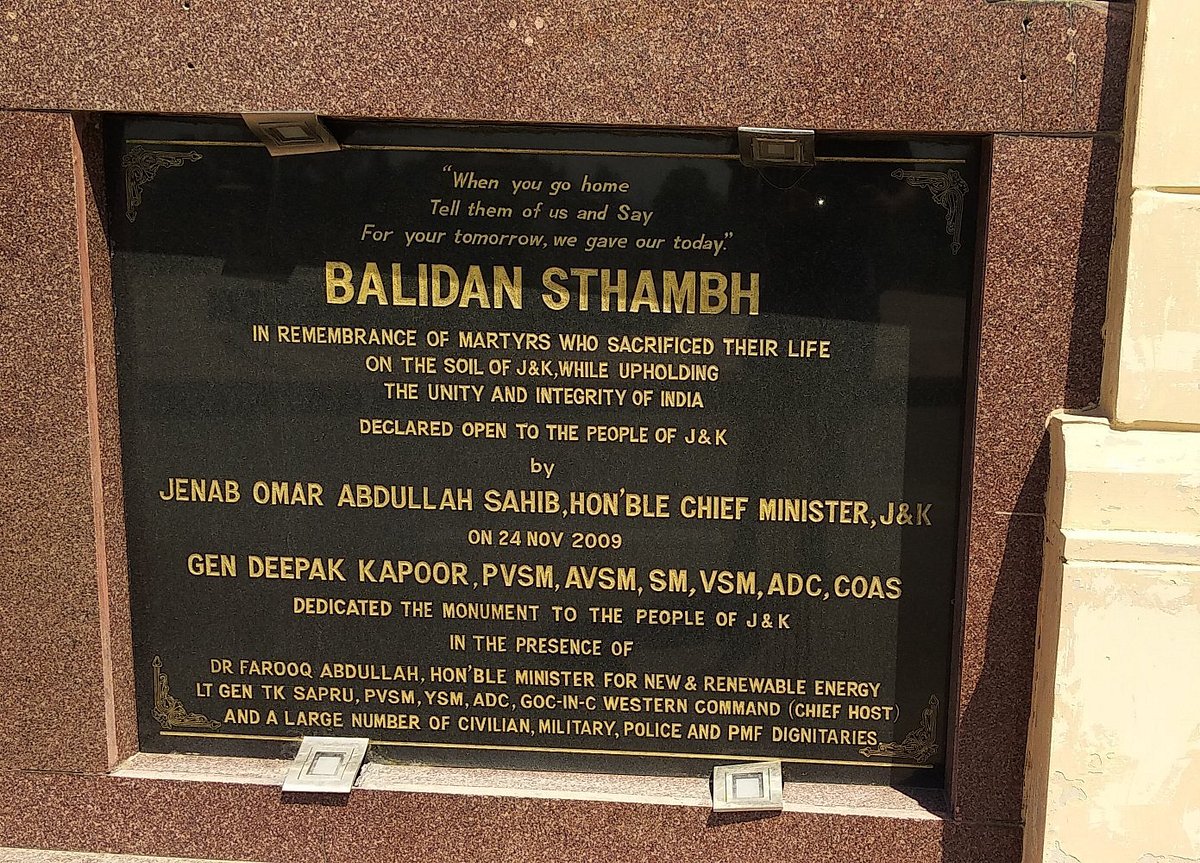 "When you go home
Tell them of us and Say
For your tomorrow, we gave our today."
BALIDAN STHAMBH
IN REMEMBRANCE OF MARTYRS WHO SACRIFICED THEIR LIFE
ON THE SOIL OF J&K, WHILE UPHOLDING
THE UNITY AND INTEGRITY OF INDIA
DECLARED OPEN TO THE PEOPLE OF J&K
by
JENAB OMAR ABDULLAH SAHIB, HON'BLE CHIEF MINISTER, J&K
ON 24 NOV 2009
GEN DEEPAK KAPOOR, PVSM, AVSM, SM, VSM, ADC, COAS
DEDICATED THE MONUMENT TO THE PEOPLE OF J&K
IN THE PRESENCE OF
DR FAROOQ ABDULLAH, HON'BLE MINISTER FOR NEW & RENEWABLE ENERGY
LT GEN TK SAPRU, PVSM, YSM, ADC, GOC-IN-C WESTERN COMMAND (CHIEF HOST)
AND A LARGE NUMBER OF CIVILIAN, MILITARY, POLICE AND PMF DIGNITARIES.